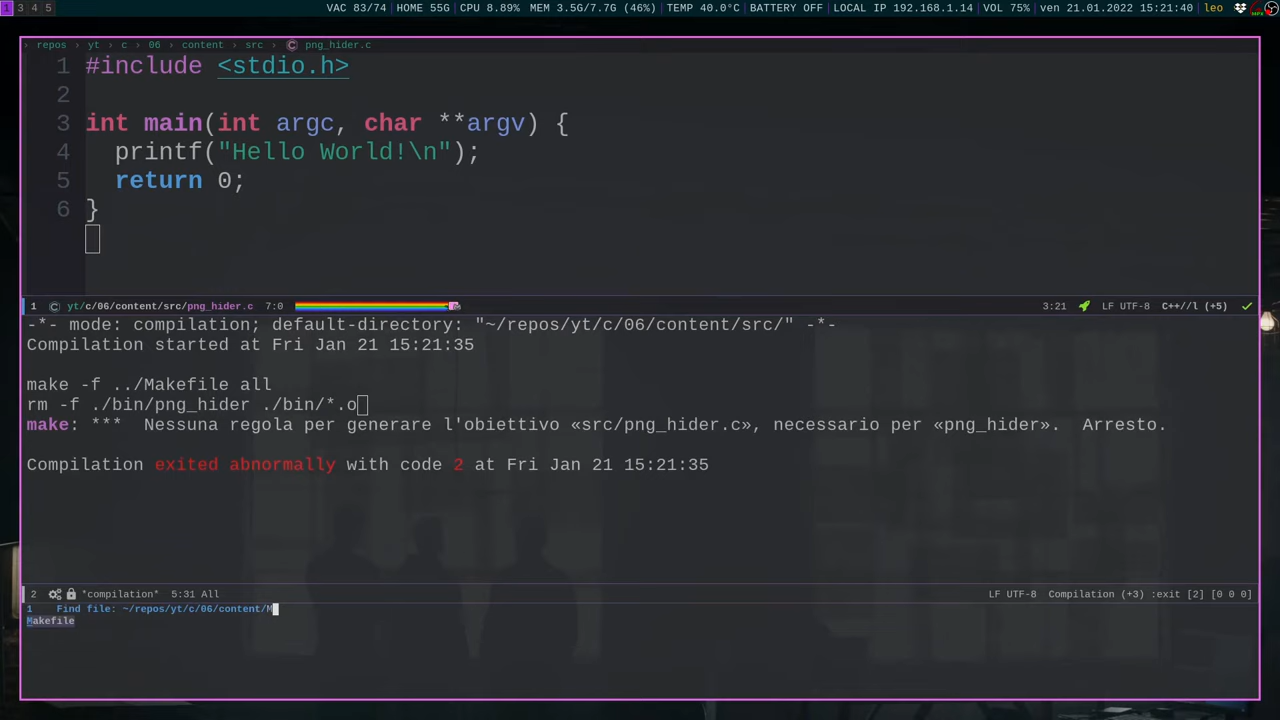 1 3 4 5 VAC 83/74 HOME 55G CPU 8.89% MEM 3.5G/7.7G (46%) TEMP 40.0°C BATTERY OFF LOCAL IP 192.168.1.14 VOL 75% ven 21.01.2022 15:21:40 leo
› repos › yt › c › 06 › content › src › png_hider.c
1 #include <stdio.h>
2
3 int main(int argc, char **argv) {
4 printf("Hello World!\n");
5 return 0;
6 }
1 yt/c/06/content/src/png_hider.c 7:0 3:21 LF UTF-8 C++//l (+5)
-*- mode: compilation; default-directory: "~/repos/yt/c/06/content/src/" -*-
Compilation started at Fri Jan 21 15:21:35
make -f ../Makefile all
rm -f ./bin/png_hider ./bin/*.o
make: *** Nessuna regola per generare l'obiettivo «src/png_hider.c», necessario per «png_hider». Arresto.
Compilation exited abnormally with code 2 at Fri Jan 21 15:21:35
2 *compilation* 5:31 All LF UTF-8 Compilation (+3) :exit [2] [0 0 0]
1 Find file: ~/repos/yt/c/06/content/M
Makefile